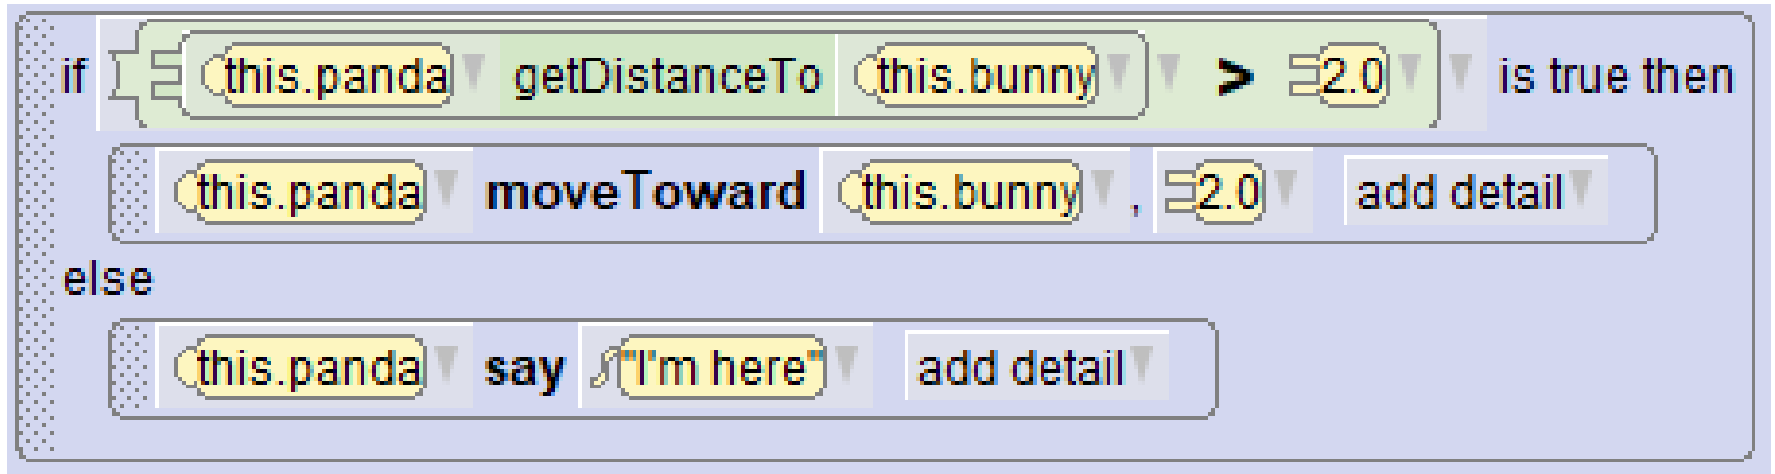 if this.panda getDistanceTo this.bunny > 2.0 is true then
this.panda moveToward this.bunny , 2.0 add detail
else
this.panda say "I'm here" add detail